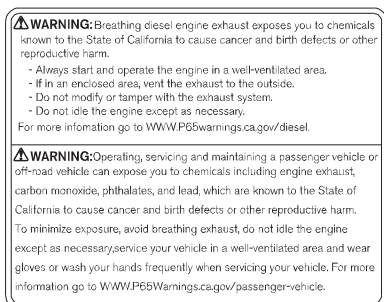 ⚠WARNING: Breathing diesel engine exhaust exposes you to chemicals
known to the State of California to cause cancer and birth defects or other
reproductive harm.
- Always start and operate the engine in a well-ventilated area.
- If in an enclosed area, vent the exhaust to the outside.
- Do not modify or tamper with the exhaust system.
- Do not idle the engine except as necessary.
For more infomation go to WWW.P65warnings.ca.gov/diesel.
⚠WARNING:Operating, servicing and maintaining a passenger vehicle or
off-road vehicle can expose you to chemicals including engine exhaust,
carbon monoxide, phthalates, and lead, which are known to the State of
California to cause cancer and birth defects or other reproductive harm.
To minimize exposure, avoid breathing exhaust, do not idle the engine
except as necessary,service your vehicle in a well-ventilated area and wear
gloves or wash your hands frequently when servicing your vehicle. For more
information go to WWW.P65Warnings.ca.gov/passenger-vehicle.